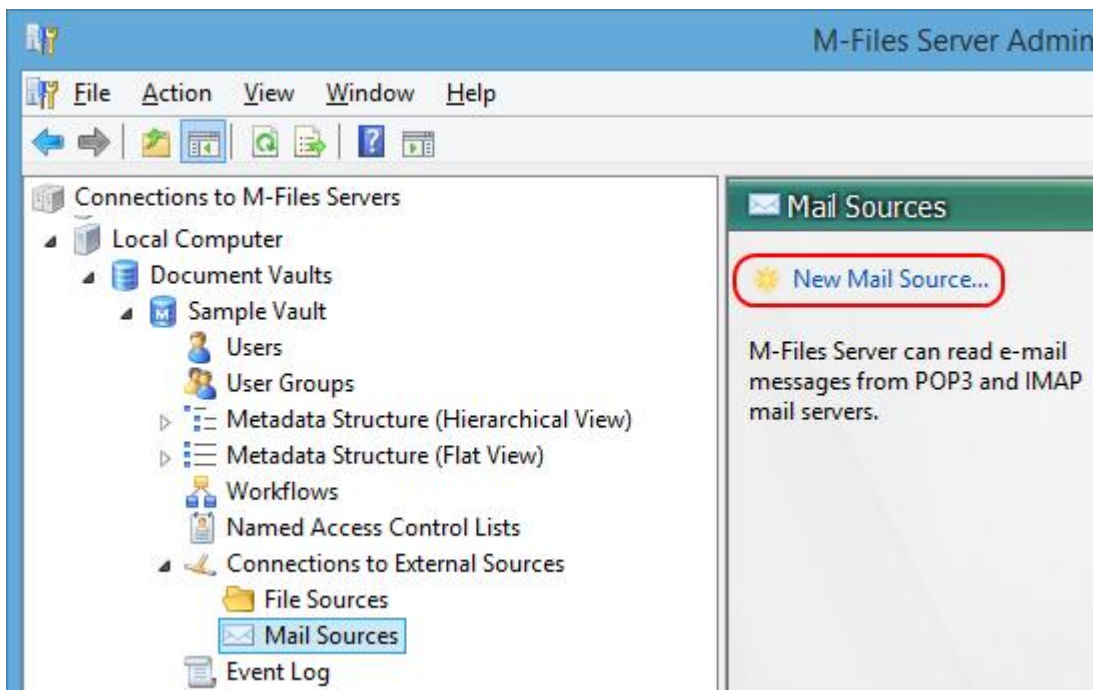 M-Files Server Admin
File Action View Window Help
Connections to M-Files Servers
Local Computer
Document Vaults
Sample Vault
Users
User Groups
Metadata Structure (Hierarchical View)
Metadata Structure (Flat View)
Workflows
Named Access Control Lists
Connections to External Sources
File Sources
Mail Sources
Event Log
Mail Sources
New Mail Source...
M-Files Server can read e-mail
messages from POP3 and IMAP
mail servers.